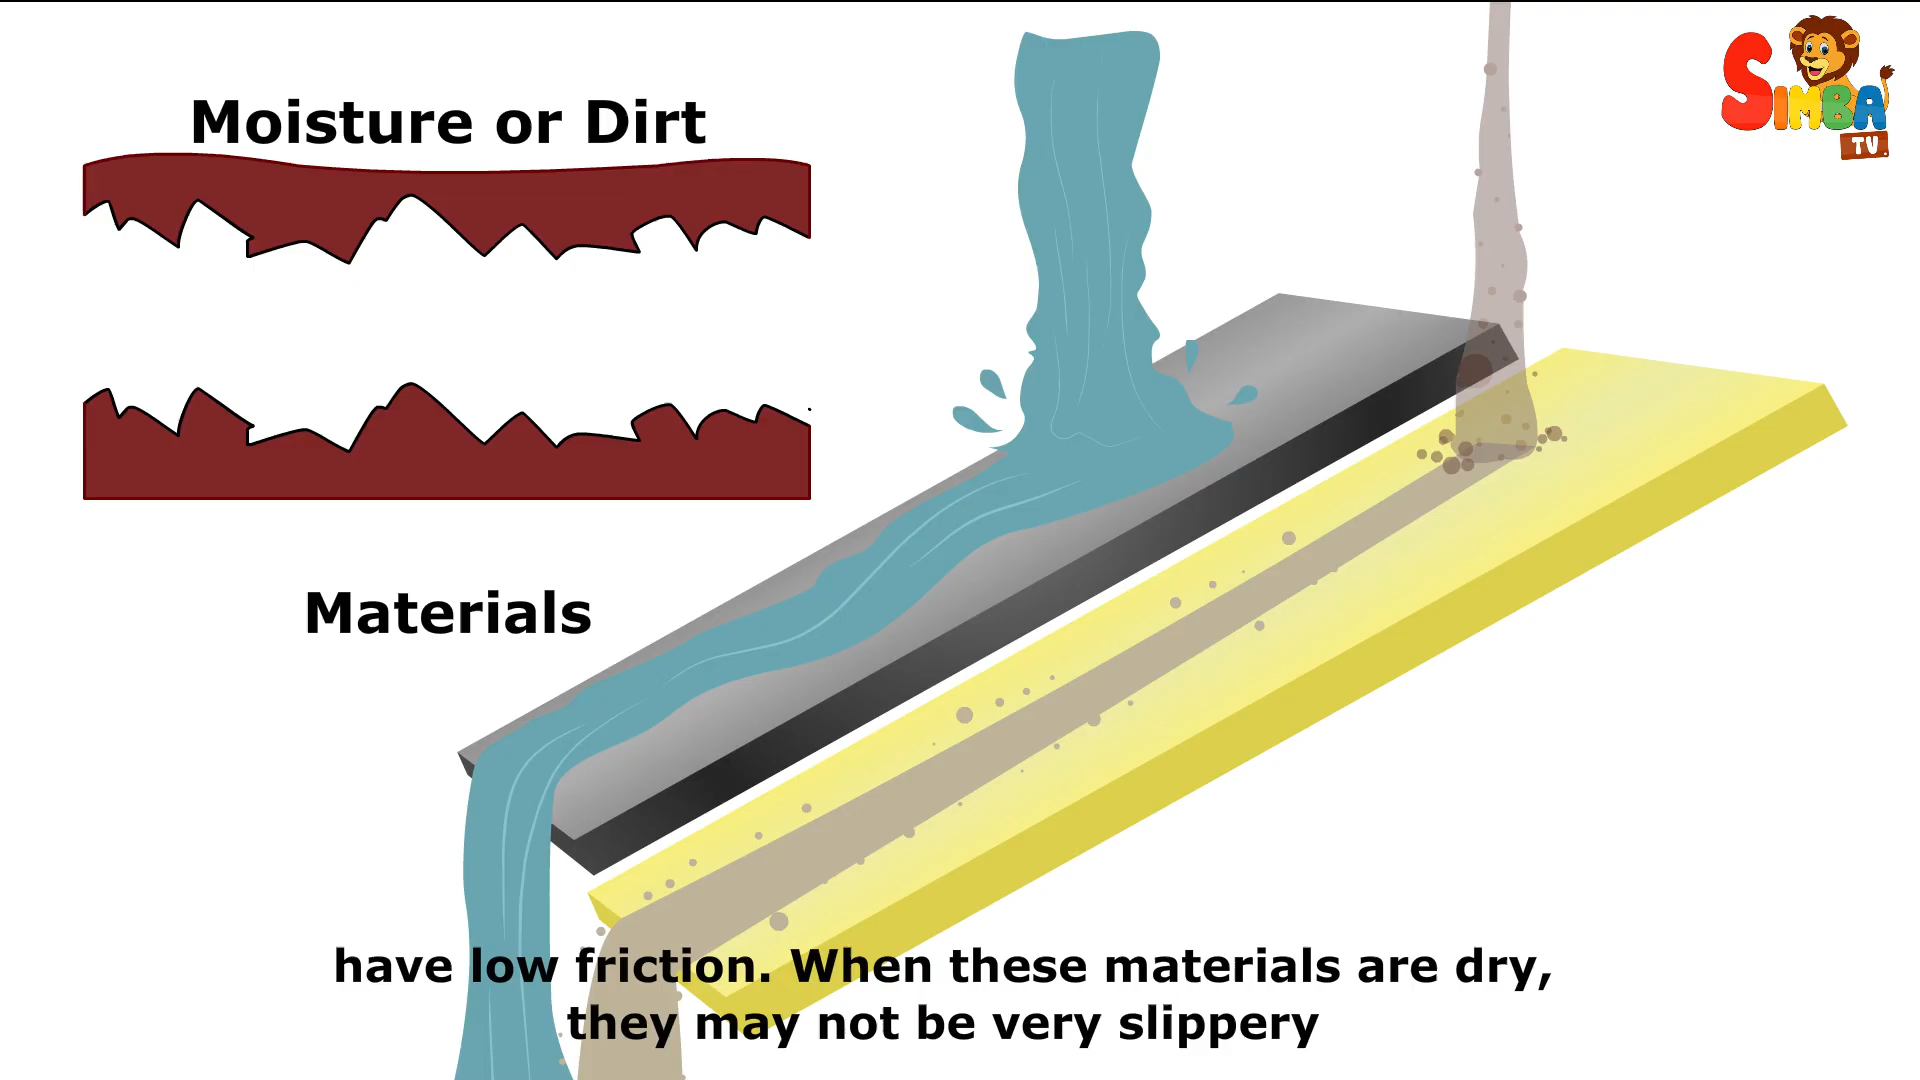 Moisture or Dirt
SIMBA
TV
Materials
have low friction. When these materials are dry,
they may not be very slippery